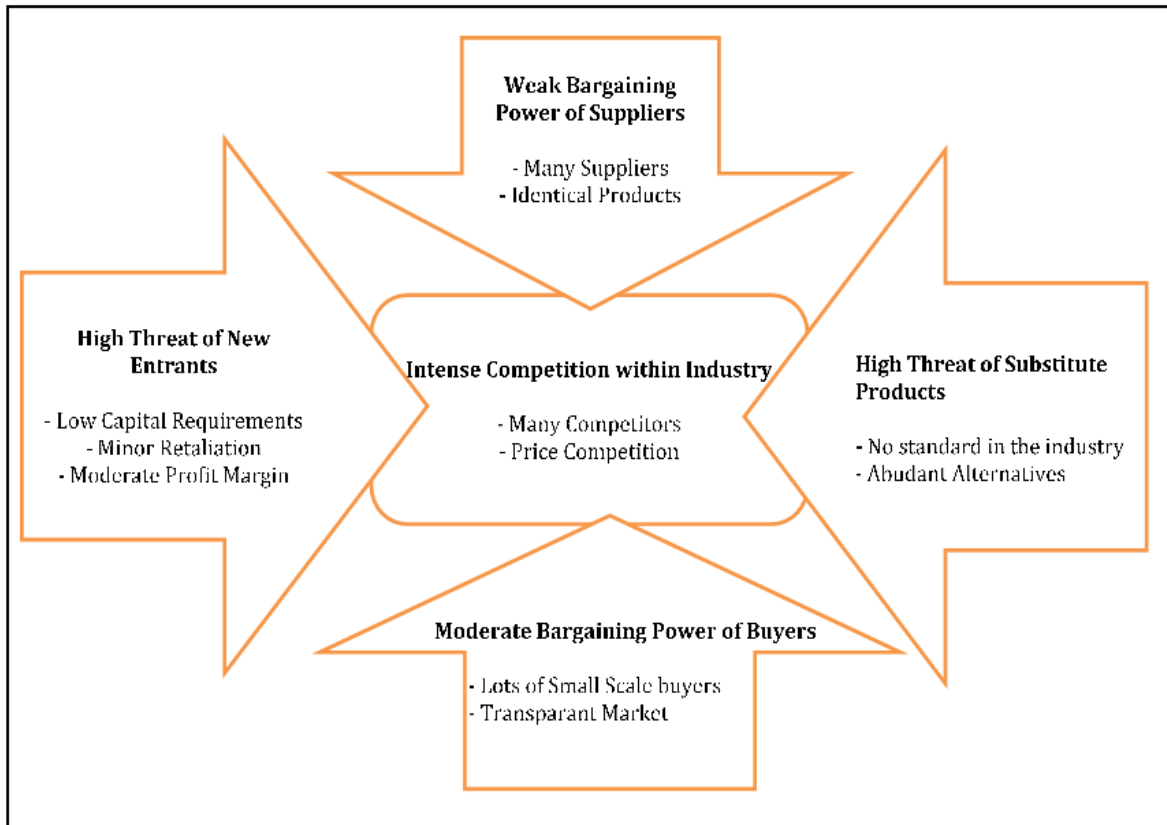 Weak Bargaining
Power of Suppliers
- Many Suppliers
- Identical Products
High Threat of New
Entrants
- Low Capital Requirements
- Minor Retaliation
- Moderate Profit Margin
Intense Competition within Industry
- Many Competitors
- Price Competition
High Threat of Substitute
Products
- No standard in the industry
- Abudant Alternatives
Moderate Bargaining Power of Buyers
- Lots of Small Scale buyers
- Transparant Market